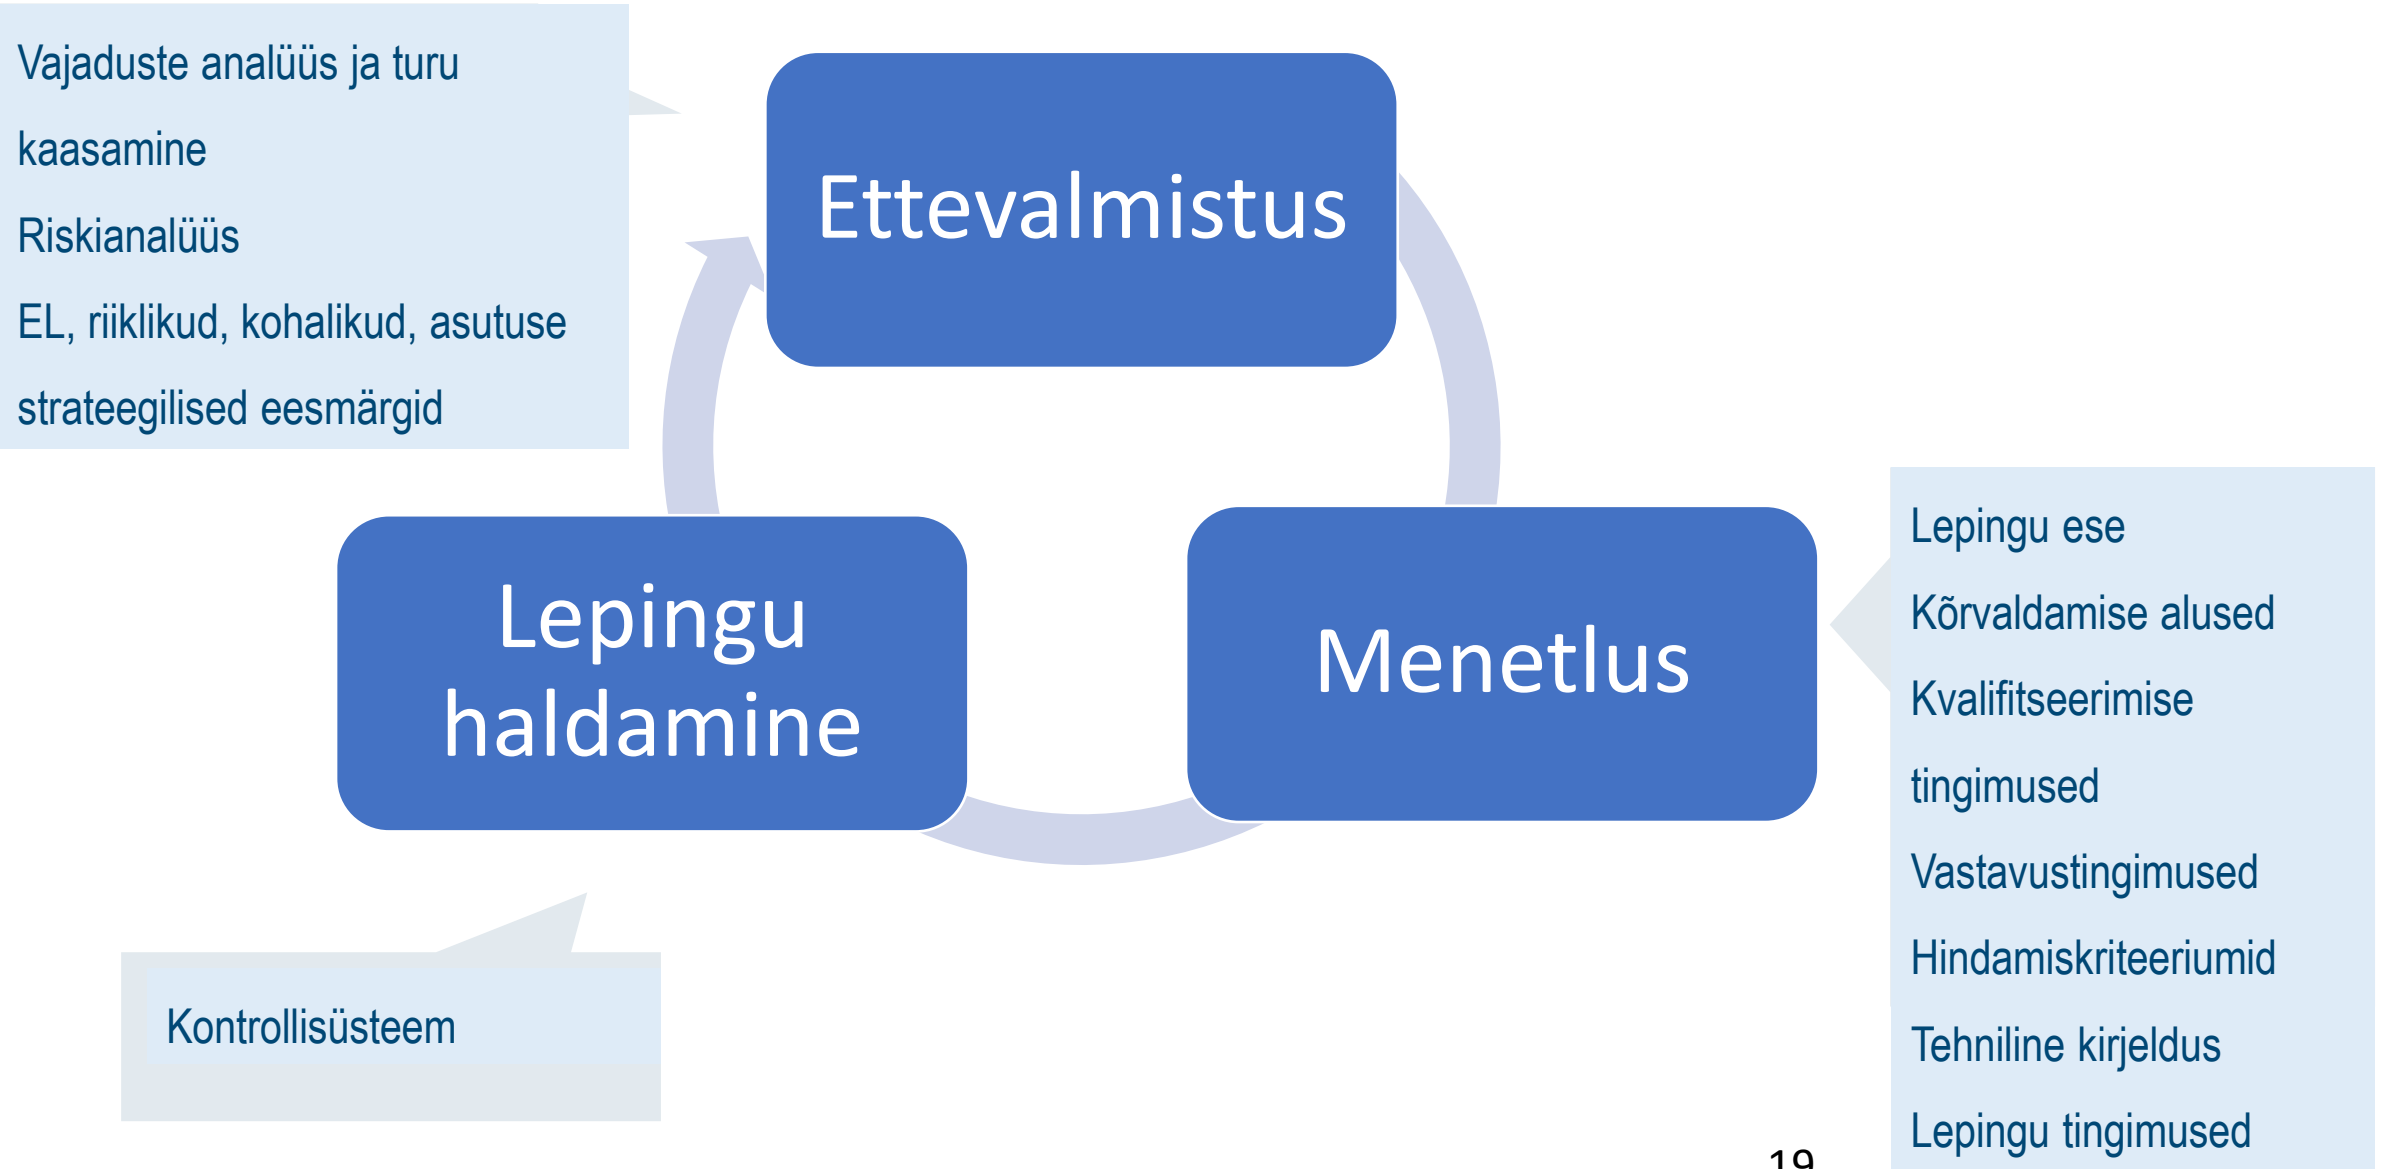 Vajaduste analüüs ja turu
kaasamine
Riskianalüüs
EL, riiklikud, kohalikud, asutuse
strateegilised eesmärgid
Ettevalmistus
Lepingu
haldamine
Menetlus
Lepingu ese
Kõrvaldamise alused
Kvalifitseerimise
tingimused
Vastavustingimused
Hindamiskriteeriumid
Tehniline kirjeldus
Lepingu tingimused
Kontrollisüsteem
19